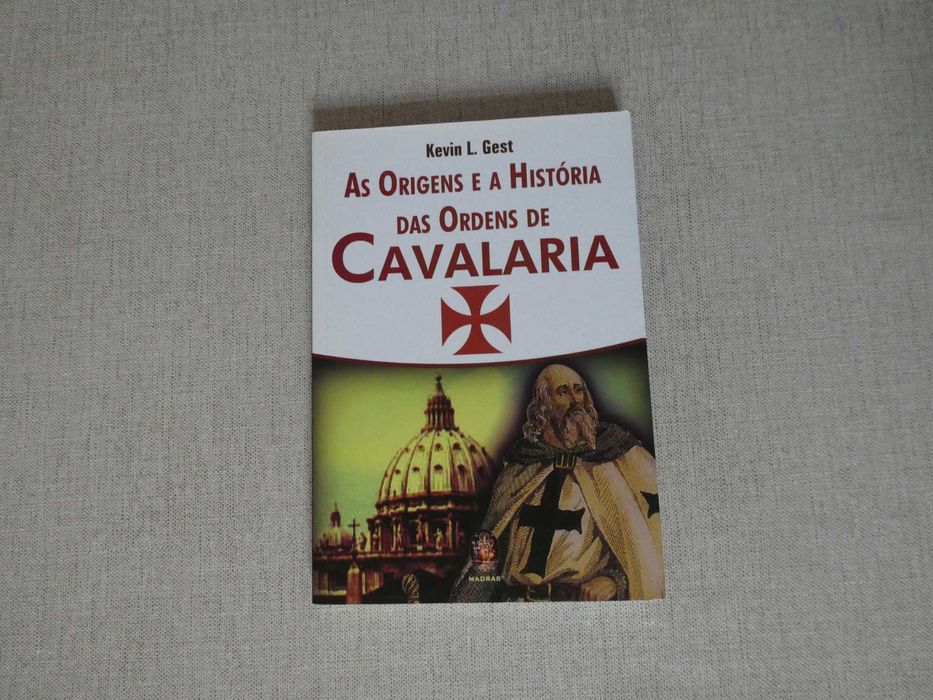 Kevin L. Gest
As Origens e a História
das Ordens de
Cavalaria
MADRAS